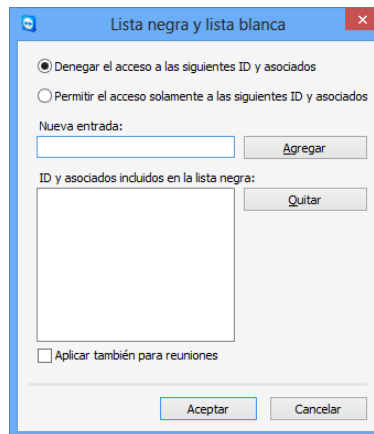 Lista negra y lista blanca
Denegar el acceso a las siguientes ID y asociados
Permitir el acceso solamente a las siguientes ID y asociados
Nueva entrada:
Agregar
ID y asociados incluidos en la lista negra:
Quitar
Aplicar también para reuniones
Aceptar Cancelar